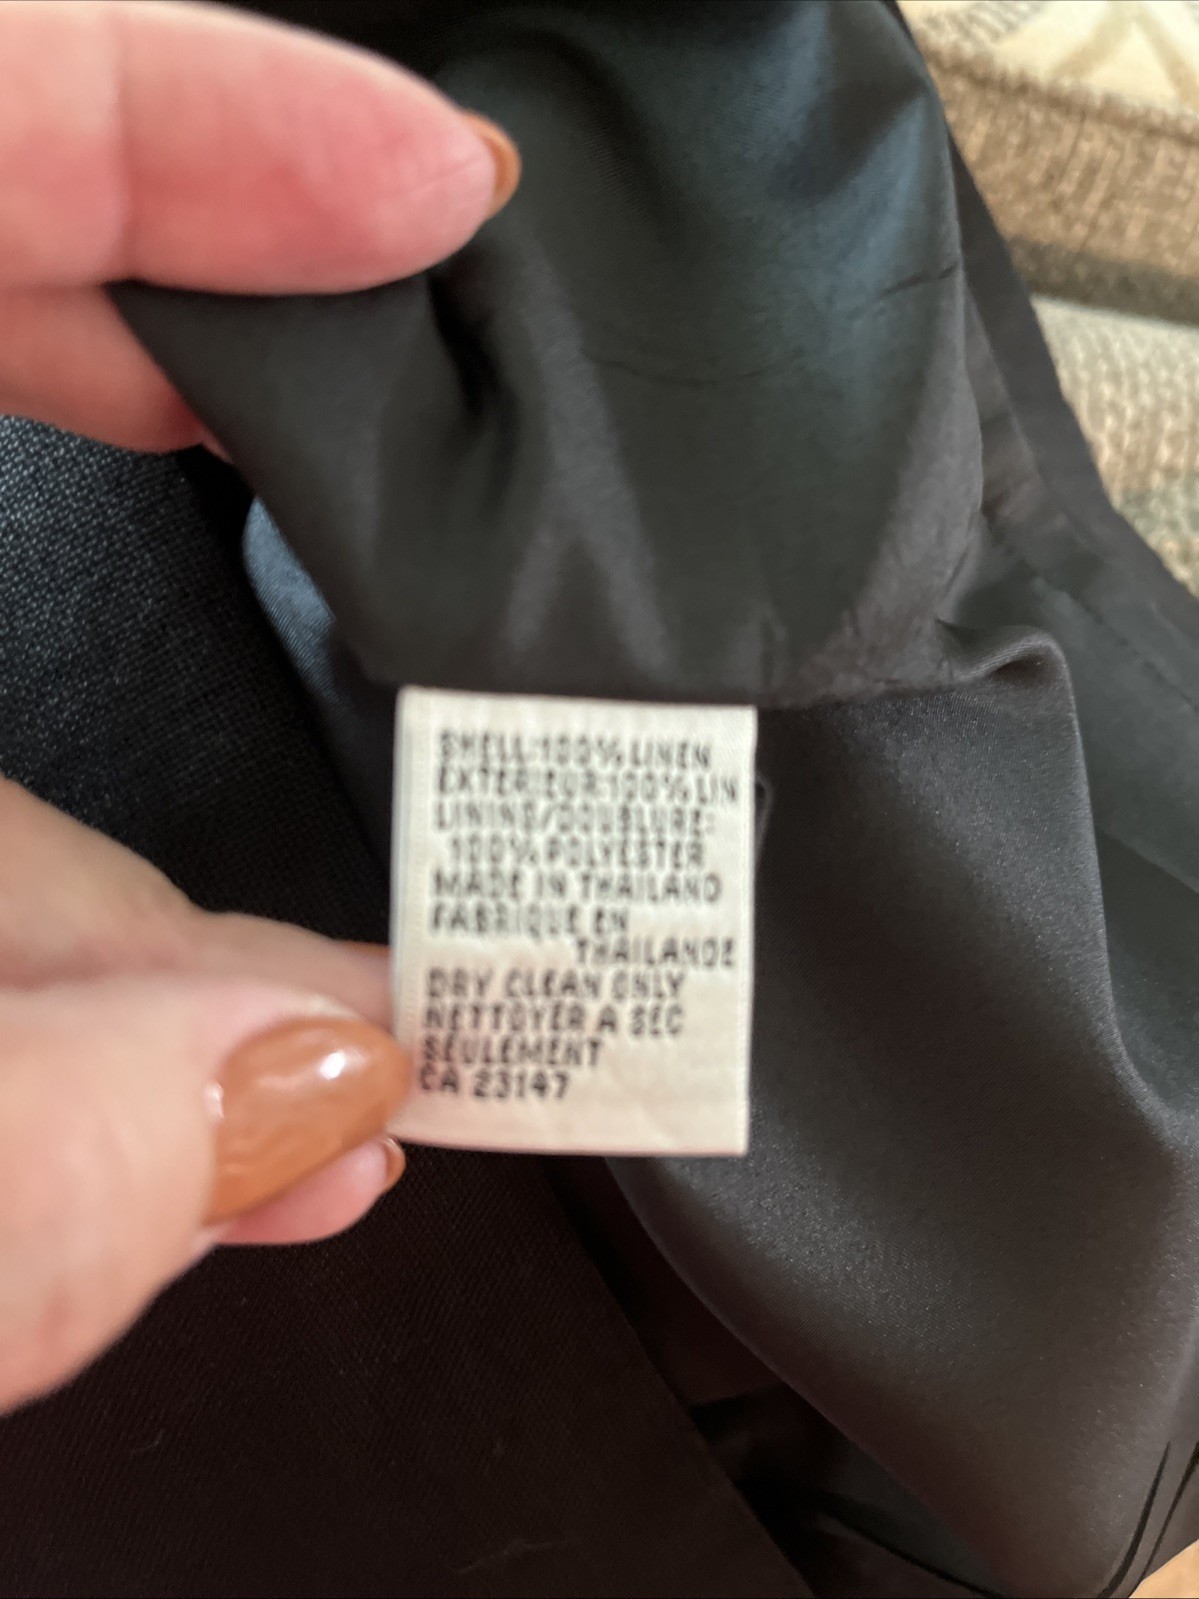 SHELL:100% LINEN
EXTERIEUR:100% LIN
LINING/DOUBLURE:
100% POLYESTER
MADE IN THAILAND
FABRIQUE EN
THAILANDE
DRY CLEAN ONLY
NETTOYER A SEC
SEULEMENT
CA 23147